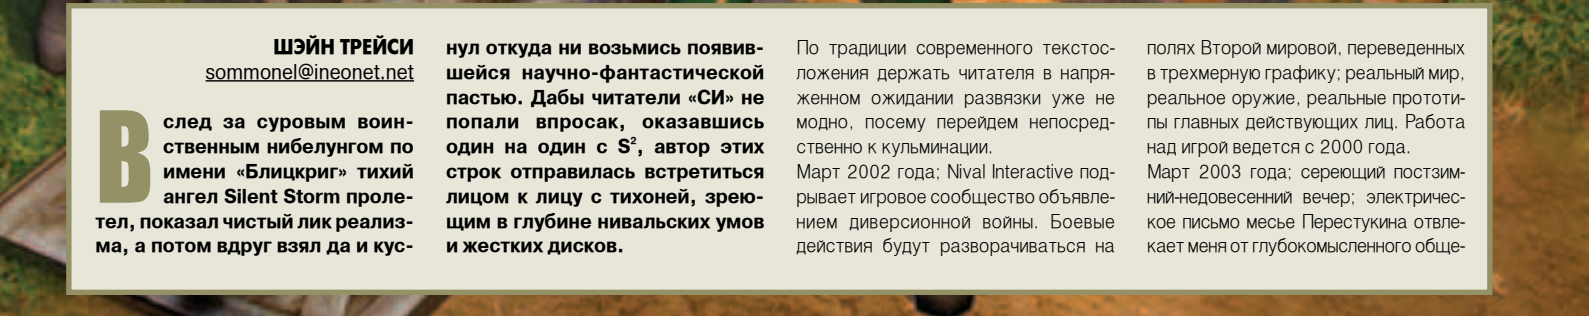 ШЭЙН ТРЕЙСИ
sommonel@ineonet.net
Вслед за суровым воин-
ственным нибелунгом по
имени «Блицкриг» тихий
ангел Silent Storm проле-
тел, показал чистый лик реализ-
ма, а потом вдруг взял да и кус-
нул откуда ни возьмись появив-
шейся научно-фантастической
пастью. Дабы читатели «СИ» не
попали впросак, оказавшись
один на один с S², автор этих
строк отправилась встретиться
лицом к лицу с тихоней, зрею-
щим в глубине нивальских умов
и жестких дисков.
По традиции современного текстос-
ложения держать читателя в напря-
женном ожидании развязки уже не
модно, посему перейдем непосред-
ственно к кульминации.
Март 2002 года; Nival Interactive под-
рывает игровое сообщество объявле-
нием диверсионной войны. Боевые
действия будут разворачиваться на
полях Второй мировой, переведенных
в трехмерную графику; реальный мир,
реальное оружие, реальные прототи-
пы главных действующих лиц. Работа
над игрой ведется с 2000 года.
Март 2003 года; сереющий постзим-
ний-недовесенний вечер; электричес-
кое письмо месье Перестукина отвле-
кает меня от глубокомысленного обще-